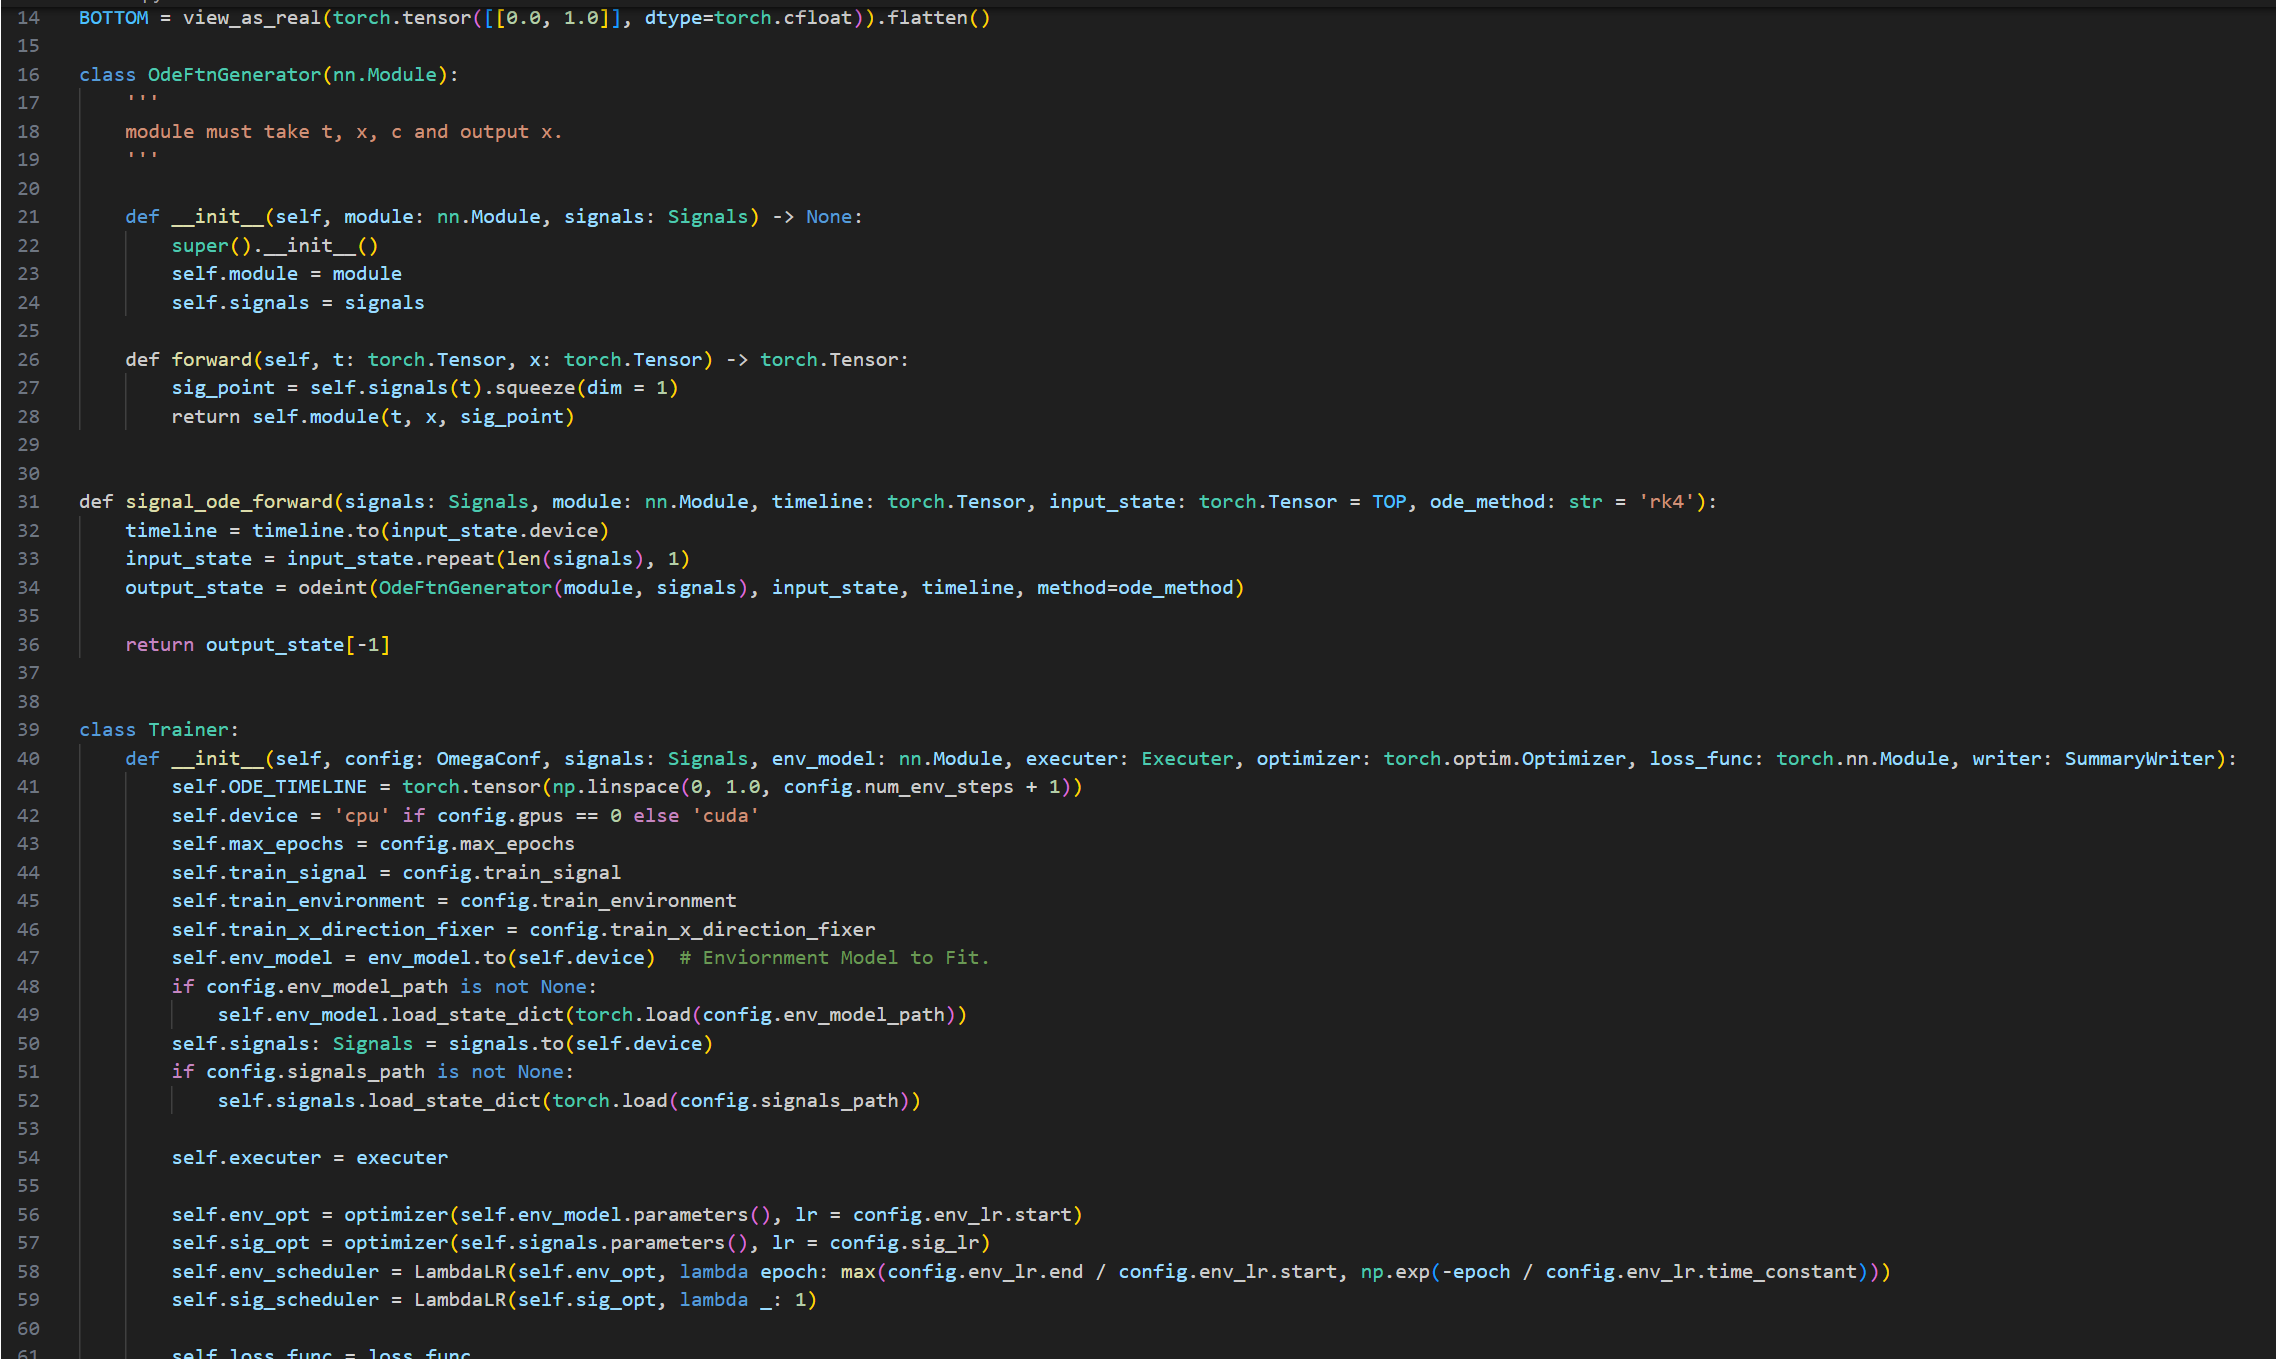 14 BOTTOM = view_as_real(torch.tensor([[0.0, 1.0]], dtype=torch.cfloat)).flatten()
15
16 class OdeFtnGenerator(nn.Module):
17     '''
18     module must take t, x, c and output x.
19     '''
20
21     def __init__(self, module: nn.Module, signals: Signals) -> None:
22         super().__init__()
23         self.module = module
24         self.signals = signals
25
26     def forward(self, t: torch.Tensor, x: torch.Tensor) -> torch.Tensor:
27         sig_point = self.signals(t).squeeze(dim = 1)
28         return self.module(t, x, sig_point)
29
30
31 def signal_ode_forward(signals: Signals, module: nn.Module, timeline: torch.Tensor, input_state: torch.Tensor = TOP, ode_method: str = 'rk4'):
32     timeline = timeline.to(input_state.device)
33     input_state = input_state.repeat(len(signals), 1)
34     output_state = odeint(OdeFtnGenerator(module, signals), input_state, timeline, method=ode_method)
35
36     return output_state[-1]
37
38
39 class Trainer:
40     def __init__(self, config: OmegaConf, signals: Signals, env_model: nn.Module, executer: Executer, optimizer: torch.optim.Optimizer, loss_func: torch.nn.Module, writer: SummaryWriter):
41         self.ODE_TIMELINE = torch.tensor(np.linspace(0, 1.0, config.num_env_steps + 1))
42         self.device = 'cpu' if config.gpus == 0 else 'cuda'
43         self.max_epochs = config.max_epochs
44         self.train_signal = config.train_signal
45         self.train_environment = config.train_environment
46         self.train_x_direction_fixer = config.train_x_direction_fixer
47         self.env_model = env_model.to(self.device)  # Enviornment Model to Fit.
48         if config.env_model_path is not None:
49             self.env_model.load_state_dict(torch.load(config.env_model_path))
50         self.signals: Signals = signals.to(self.device)
51         if config.signals_path is not None:
52             self.signals.load_state_dict(torch.load(config.signals_path))
53
54         self.executer = executer
55
56         self.env_opt = optimizer(self.env_model.parameters(), lr = config.env_lr.start)
57         self.sig_opt = optimizer(self.signals.parameters(), lr = config.sig_lr)
58         self.env_scheduler = LambdaLR(self.env_opt, lambda epoch: max(config.env_lr.end / config.env_lr.start, np.exp(-epoch / config.env_lr.time_constant)))
59         self.sig_scheduler = LambdaLR(self.sig_opt, lambda _: 1)
60
61         self.loss_func = loss_func